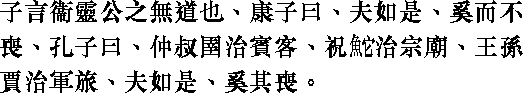 子言衞靈公之無道也、康子曰、夫如是、奚而不
喪、孔子曰、仲叔圉治賓客、祝鮀治宗廟、王孫
賈治軍旅、夫如是、奚其喪。